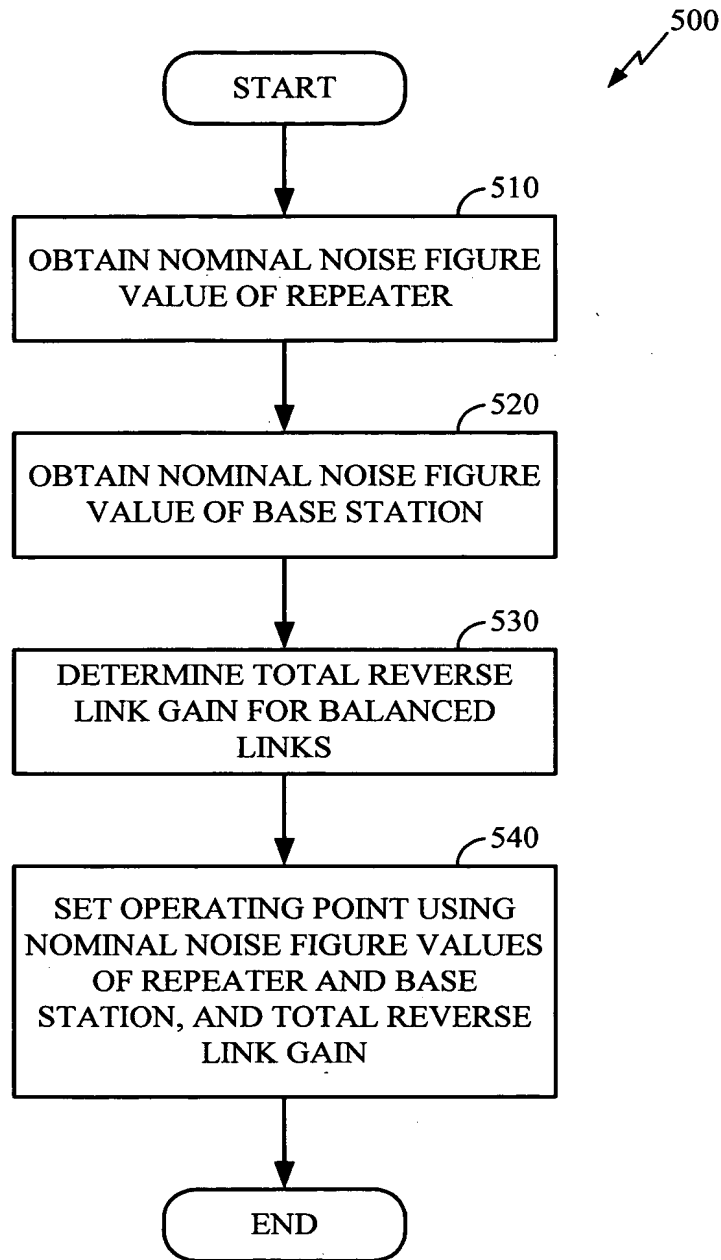 500
START
510
OBTAIN NOMINAL NOISE FIGURE
VALUE OF REPEATER
520
OBTAIN NOMINAL NOISE FIGURE
VALUE OF BASE STATION
530
DETERMINE TOTAL REVERSE
LINK GAIN FOR BALANCED
LINKS
540
SET OPERATING POINT USING
NOMINAL NOISE FIGURE VALUES
OF REPEATER AND BASE
STATION, AND TOTAL REVERSE
LINK GAIN
END